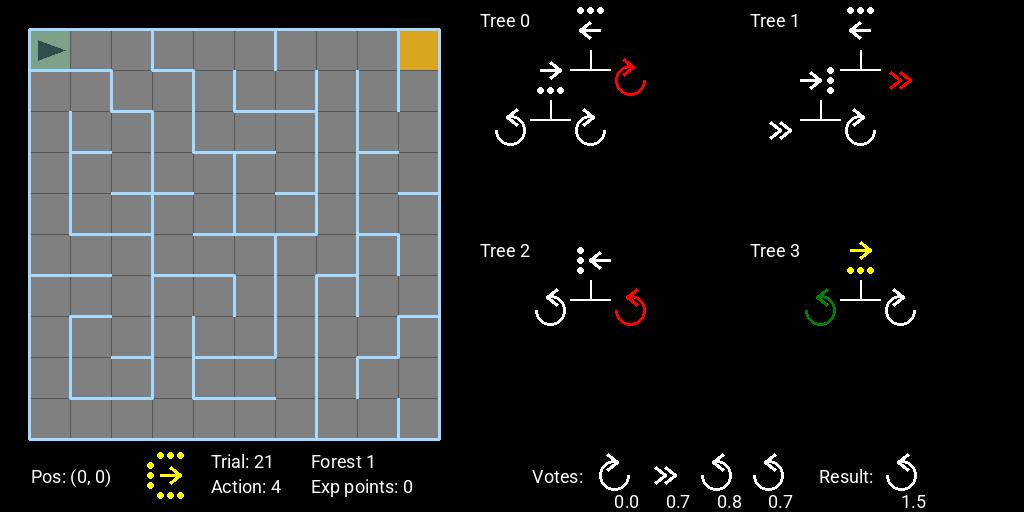 Tree 0
Tree 1
Tree 2
Tree 3
Pos: (0, 0)
Trial: 21
Action: 4
Forest 1
Exp points: 0
Votes:
0.0
0.7
0.8
0.7
Result:
1.5